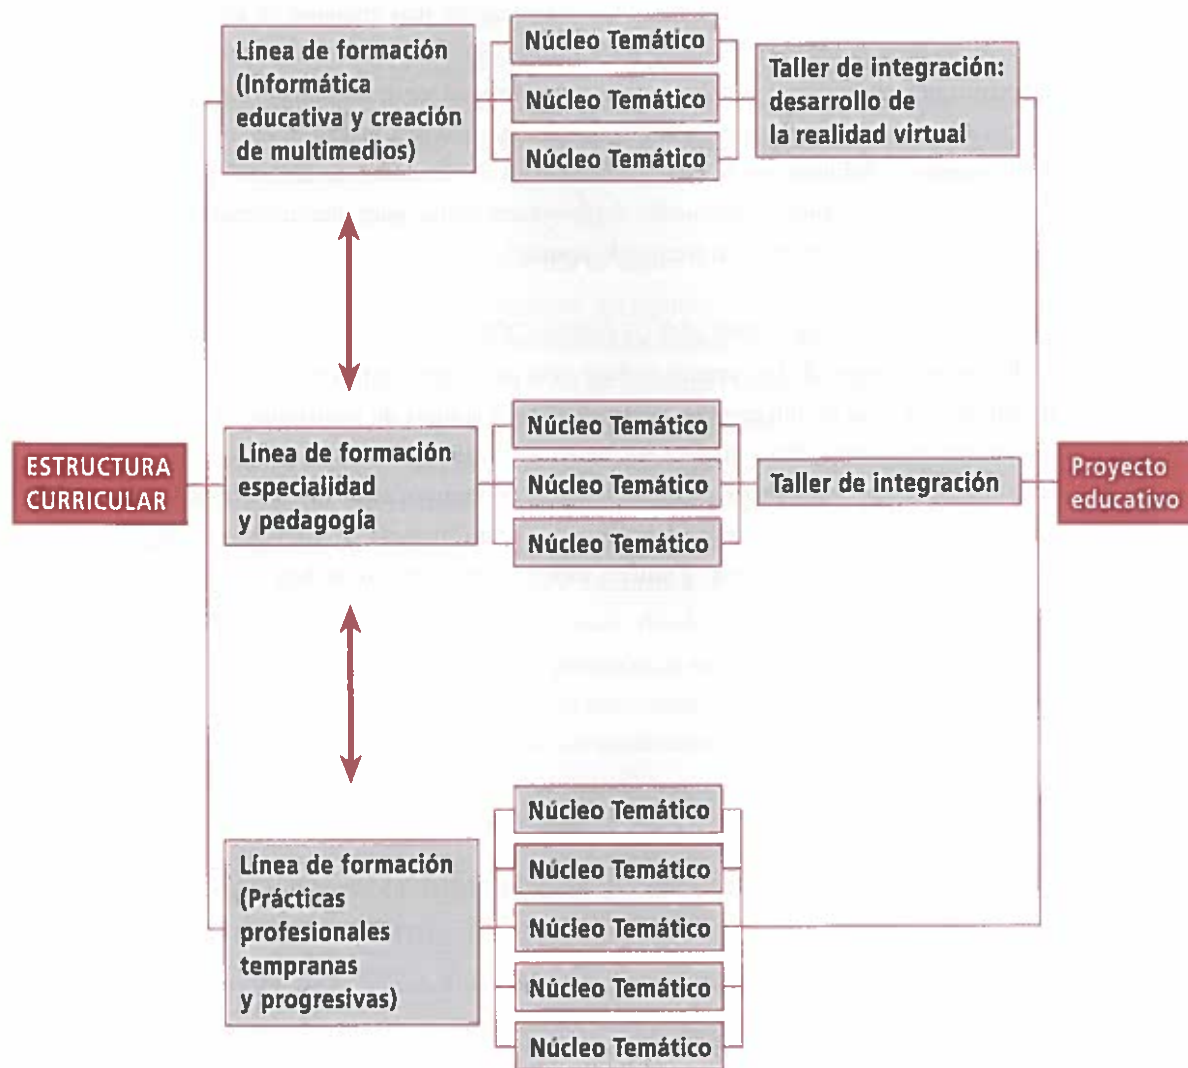 Línea de formación
(Informática
educativa y creación
de multimedios)
Núcleo Temático
Núcleo Temático
Núcleo Temático
Taller de integración:
desarrollo de
la realidad virtual
ESTRUCTURA
CURRICULAR
Línea de formación
especialidad
y pedagogía
Núcleo Temático
Núcleo Temático
Núcleo Temático
Taller de integración
Proyecto
educativo
Línea de formación
(Prácticas
profesionales
tempranas
y progresivas)
Núcleo Temático
Núcleo Temático
Núcleo Temático
Núcleo Temático
Núcleo Temático